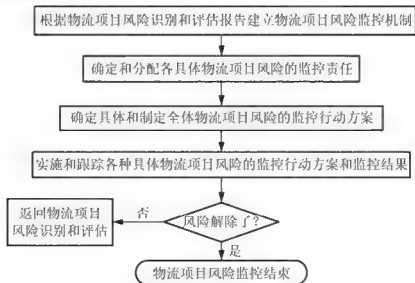 根据物流项目风险识别和评估报告建立物流项目风险监控机制
确定和分配各具体物流项目风险的监控责任
确定具体和制定全体物流项目风险的监控行动方案
实施和跟踪各种具体物流项目风险的监控行动方案和监控结果
返回物流项目
风险识别和评估
否
风险解除了?
是
物流项目风险监控结束